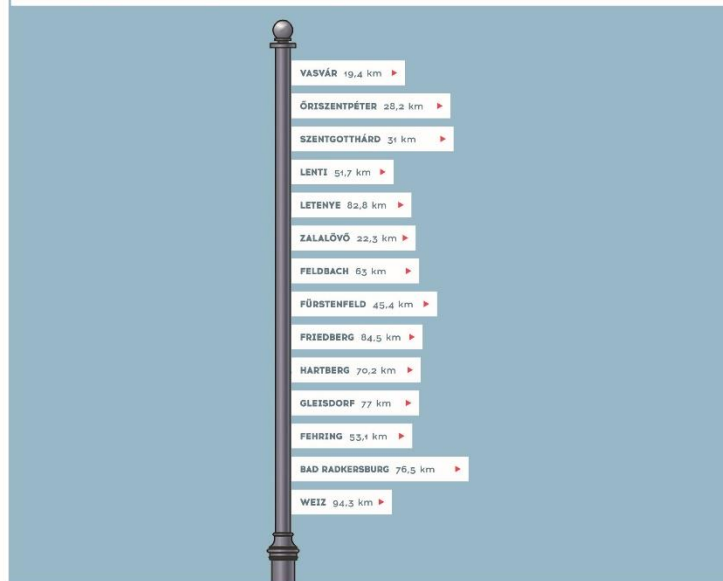 VASVÁR 19,4 km
ŐRISZENTPÉTER 28,2 km
SZENTGOTTHÁRD 31 km
LENTI 51,7 km
LETENYE 82,8 km
ZALALÖVŐ 22,3 km
FELDBACH 63 km
FÜRSTENFELD 45,4 km
FRIEDBERG 84,5 km
HARTBERG 70,2 km
GLEISDORF 77 km
FEHRING 53,1 km
BAD RADKERSBURG 76,5 km
WEIZ 94,3 km